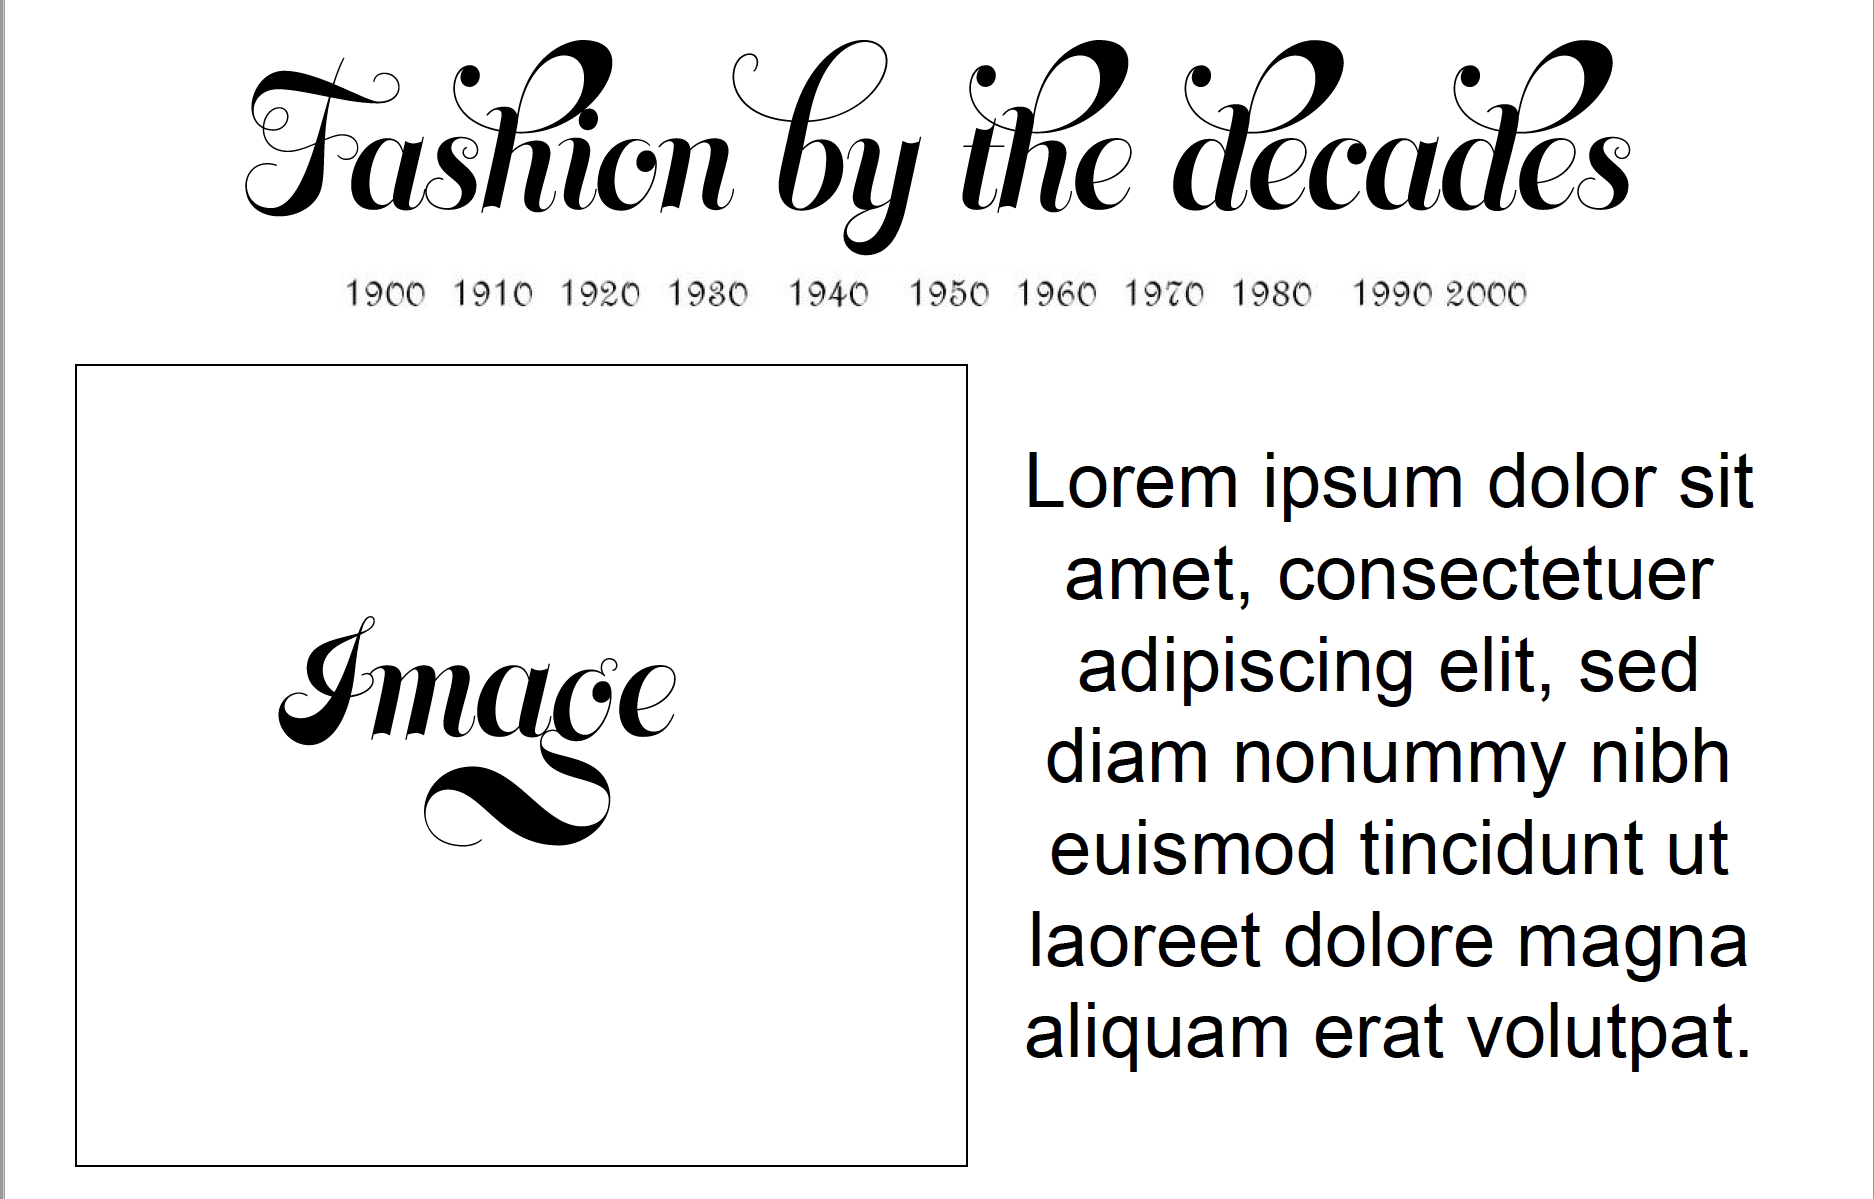 Fashion by the decades
1900 1910 1920 1930 1940 1950 1960 1970 1980 1990 2000
Image
Lorem ipsum dolor sit
amet, consectetuer
adipiscing elit, sed
diam nonummy nibh
euismod tincidunt ut
laoreet dolore magna
aliquam erat volutpat.